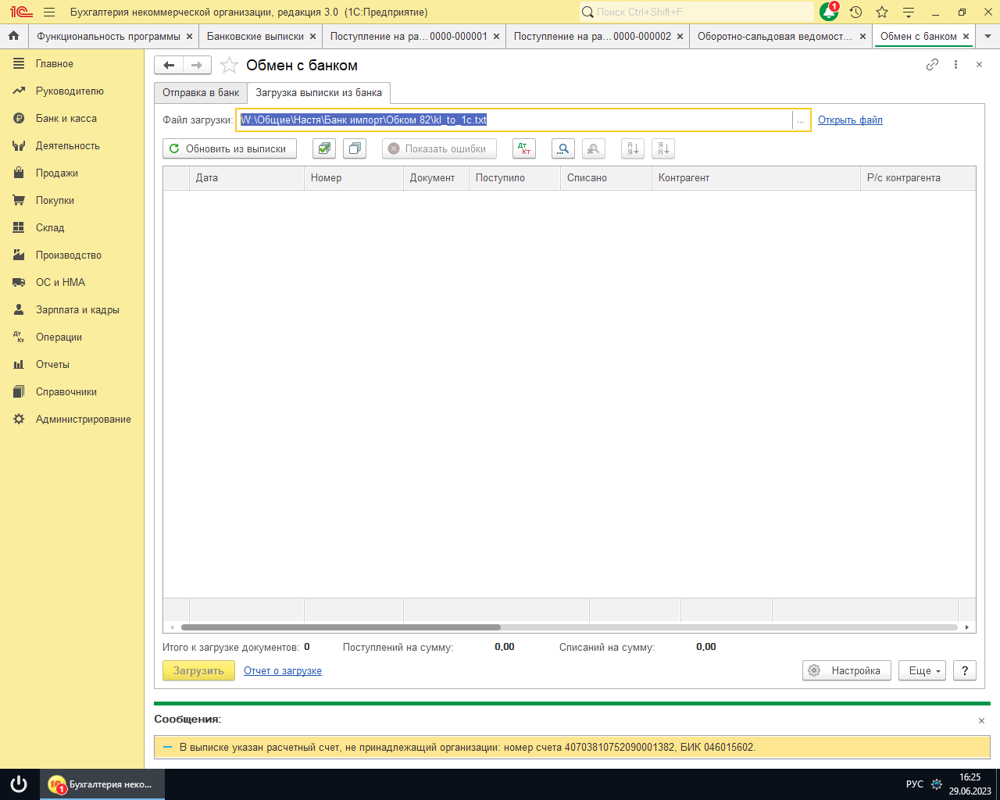 Бухгалтерия некоммерческой организации, редакция 3.0 (1С:Предприятие)
Поиск Ctrl+Shift+F
1
Функциональность программы
Банковские выписки
Поступление на ра...0000-000001
Поступление на ра...0000-000002
Оборотно-сальдовая ведомост...
Обмен с банком
Главное
Руководителю
Банк и касса
Деятельность
Продажи
Покупки
Склад
Производство
ОС и НМА
Зарплата и кадры
Операции
Отчеты
Справочники
Администрирование
Обмен с банком
Отправка в банк
Загрузка выписки из банка
Файл загрузки: W:\Общие\Настя\Банк импорт\Обком 82\kl_to_1c.txt ... Открыть файл
Обновить из выписки
Показать ошибки
Дт Кт
А Я
Я А
Дата Номер Документ Поступило Списано Контрагент Р/с контрагента
Итого к загрузке документов: 0 Поступлений на сумму: 0,00 Списаний на сумму: 0,00
Загрузить
Отчет о загрузке
Настройка
Еще
?
Сообщения:
В выписке указан расчетный счет, не принадлежащий организации: номер счета 40703810752090001382, БИК 046015602.
1
Бухгалтерия неко...
РУС
16:25
29.06.2023